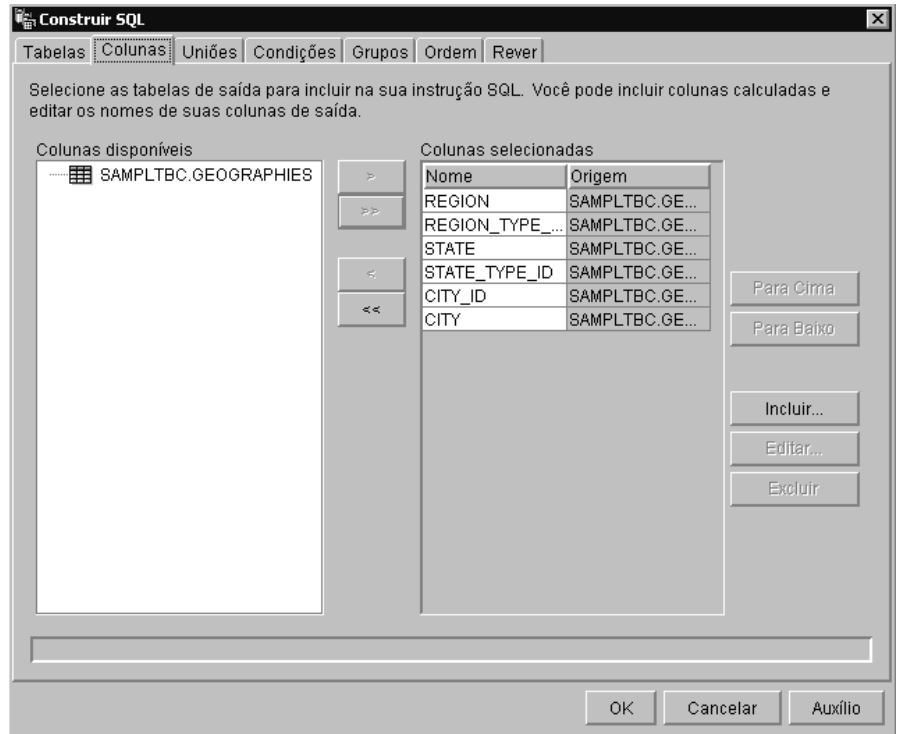 Construir SQL
Tabelas Colunas Uniões Condições Grupos Ordem Rever
Selecione as tabelas de saída para incluir na sua instrução SQL. Você pode incluir colunas calculadas e
editar os nomes de suas colunas de saída.
Colunas disponíveis
SAMPLTBC.GEOGRAPHIES
>
>>
<
<<
Colunas selecionadas
Nome Origem
REGION SAMPLTBC.GE...
REGION_TYPE_... SAMPLTBC.GE...
STATE SAMPLTBC.GE...
STATE_TYPE_ID SAMPLTBC.GE...
CITY_ID SAMPLTBC.GE...
CITY SAMPLTBC.GE...
Para Cima
Para Baixo
Incluir...
Editar...
Excluir
OK Cancelar Auxílio